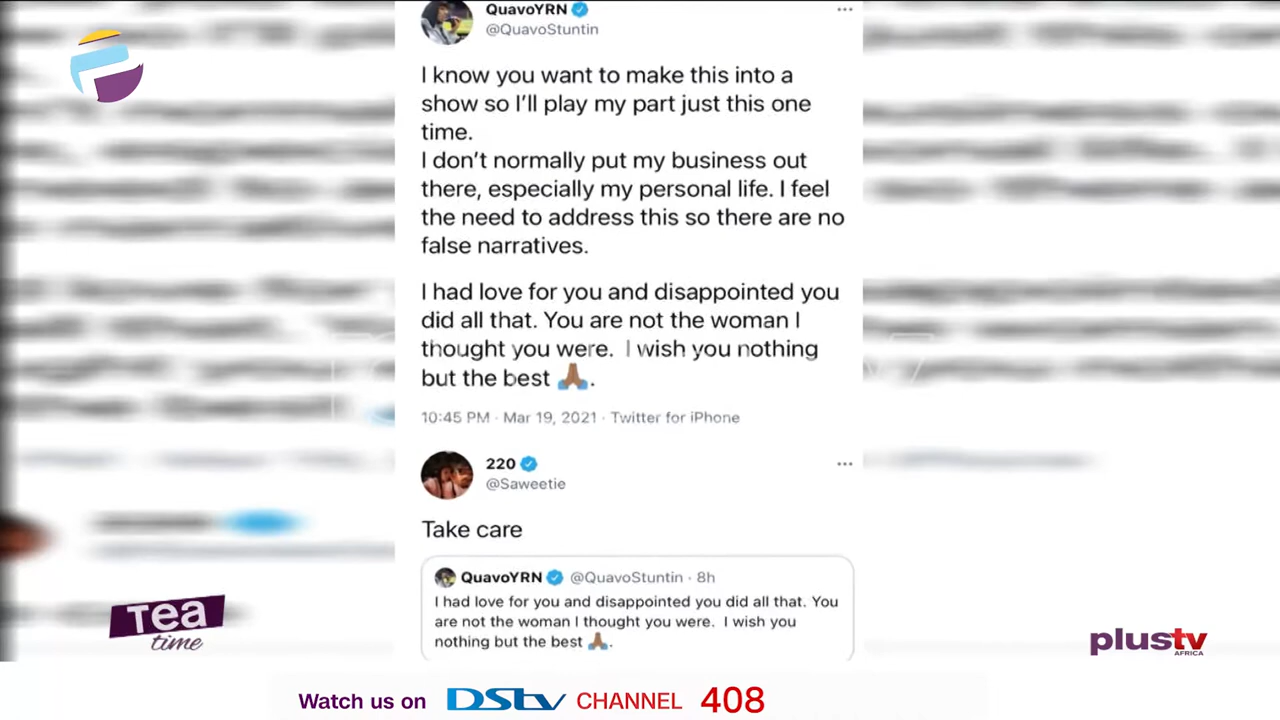 QuavoYRN
@QuavoStuntin
I know you want to make this into a
show so I'll play my part just this one
time.
I don't normally put my business out
there, especially my personal life. I feel
the need to address this so there are no
false narratives.
I had love for you and disappointed you
did all that. You are not the woman I
thought you were. I wish you nothing
but the best 🙏🏾.
10:45 PM · Mar 19, 2021 · Twitter for iPhone
220
@Saweetie
Take care
QuavoYRN @QuavoStuntin · 8h
I had love for you and disappointed you did all that. You
are not the woman I thought you were. I wish you
nothing but the best 🙏🏾.
Tea
time
plustv
AFRICA
Watch us on DStv CHANNEL 408